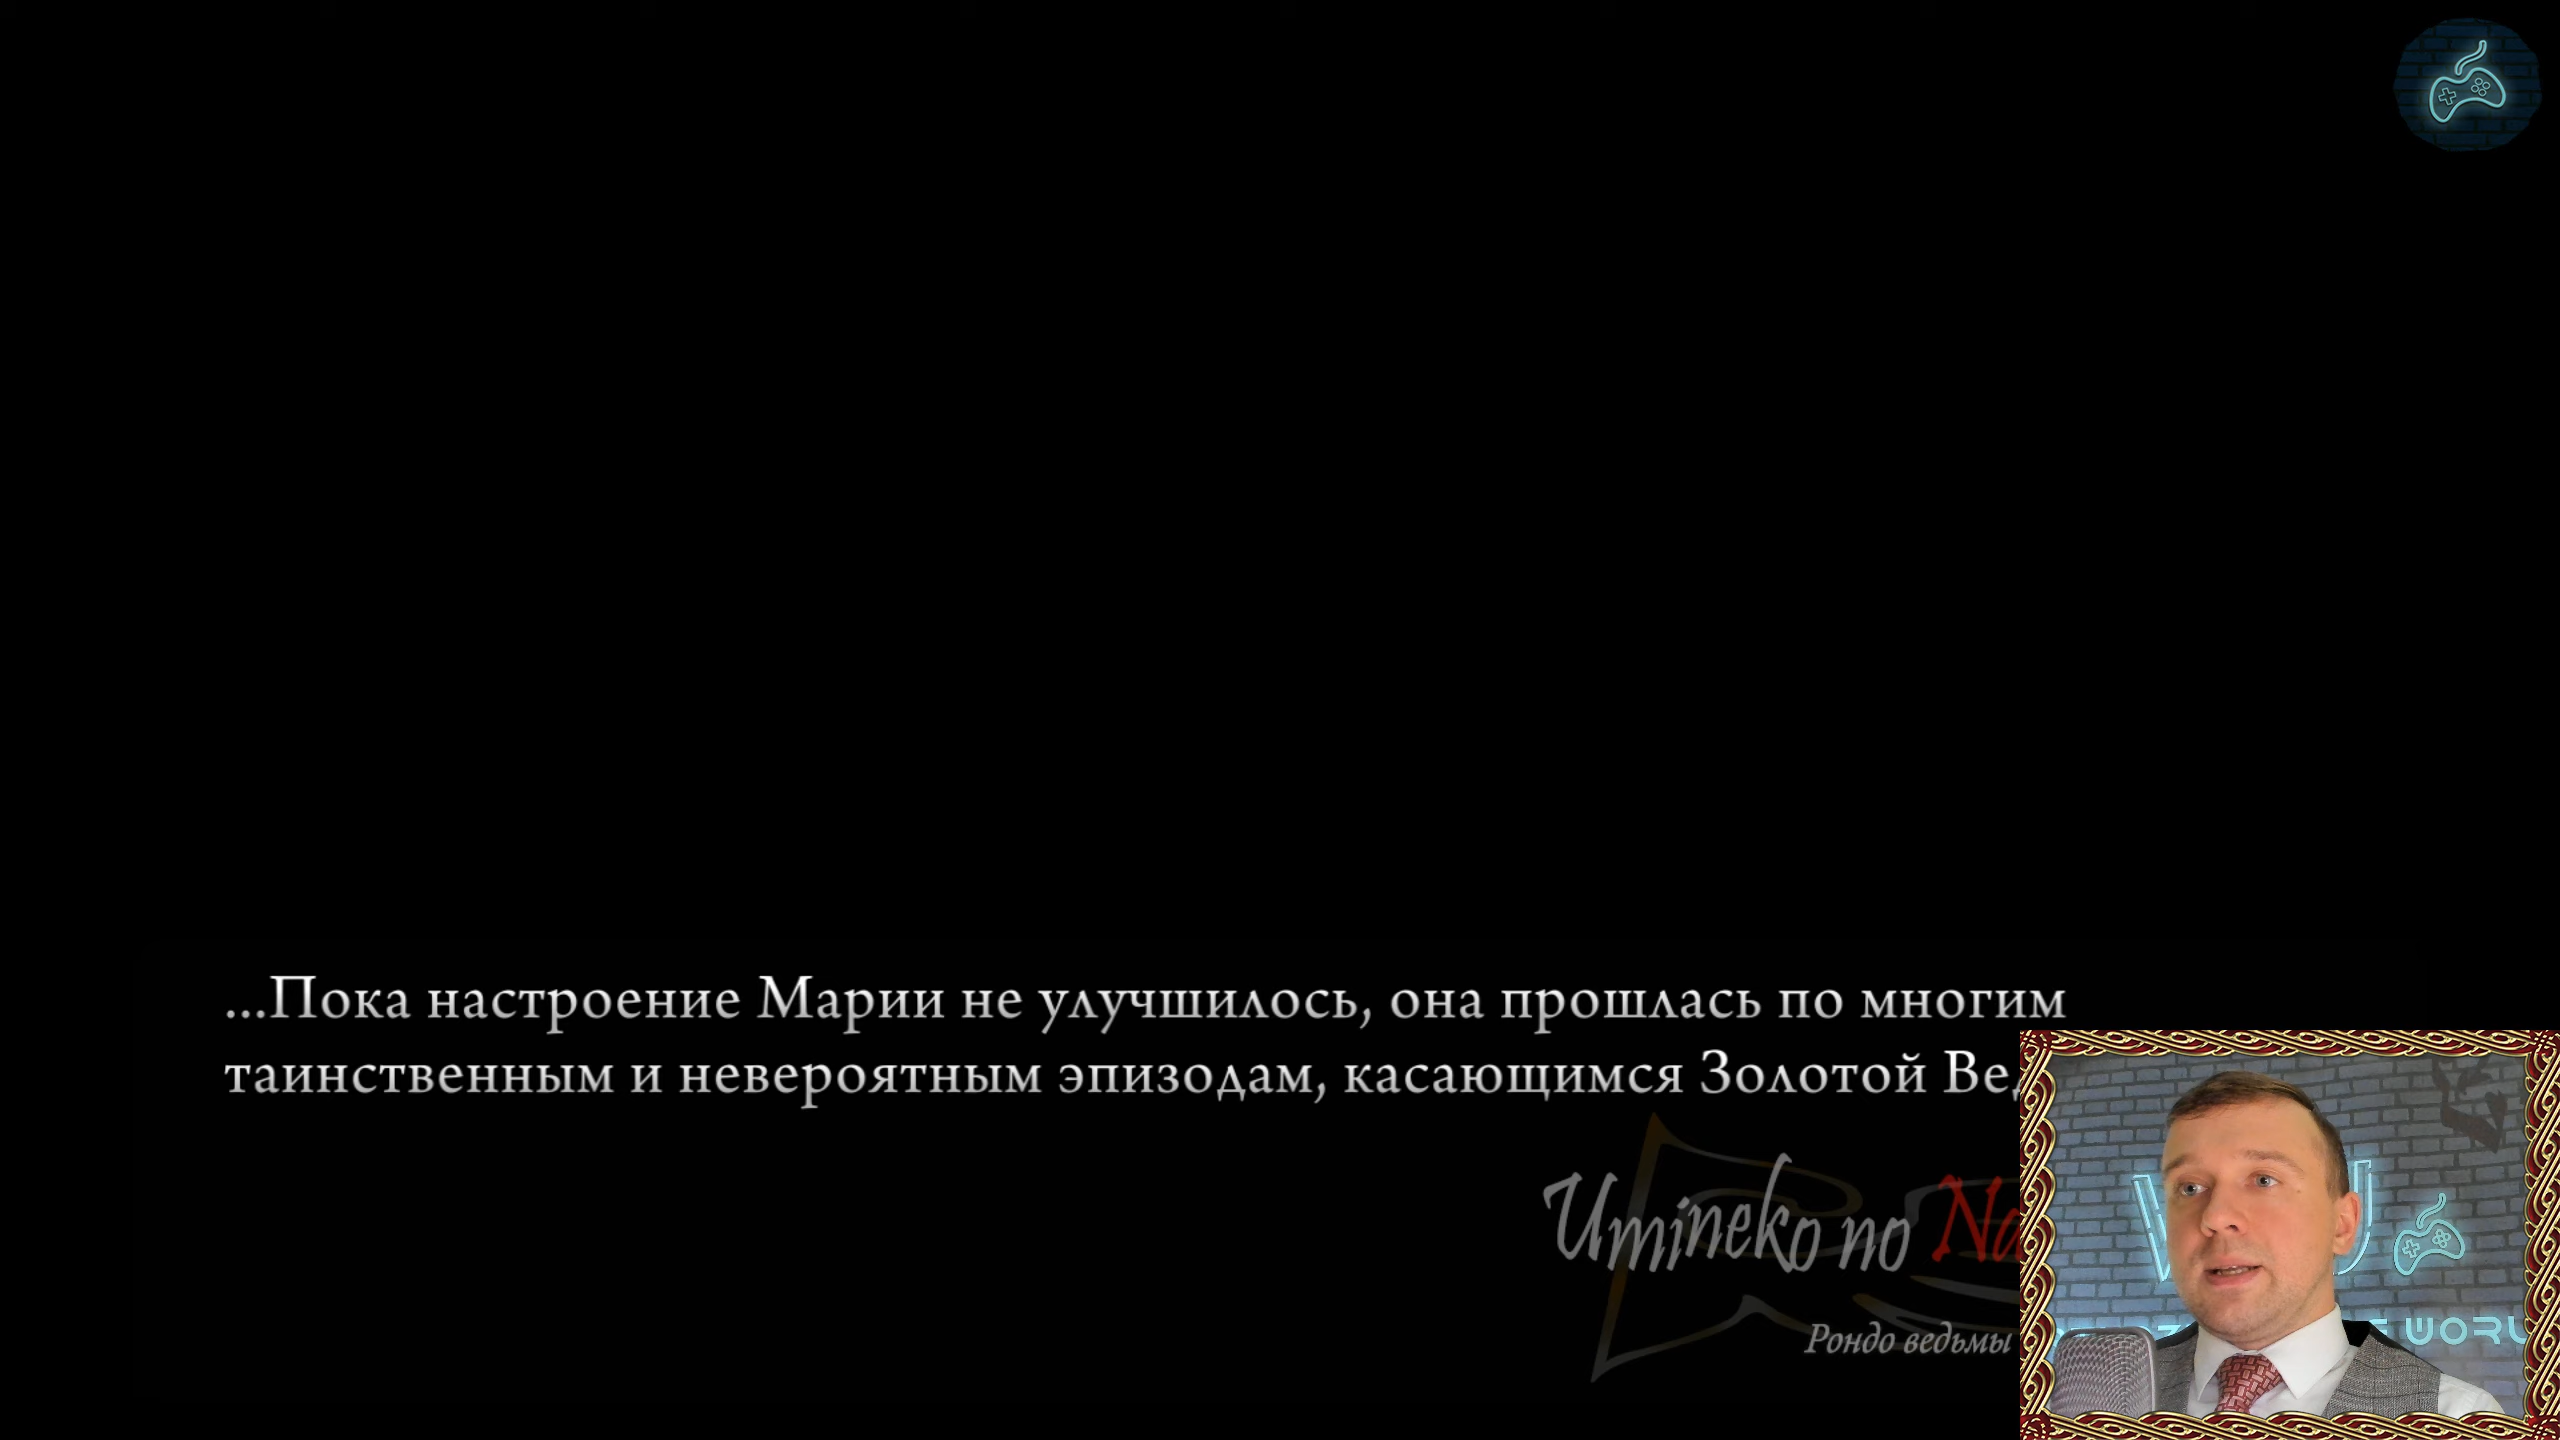 ...Пока настроение Марии не улучшилось, она прошлась по многим
таинственным и невероятным эпизодам, касающимся Золотой
Umineko no
Рондо ведьмы